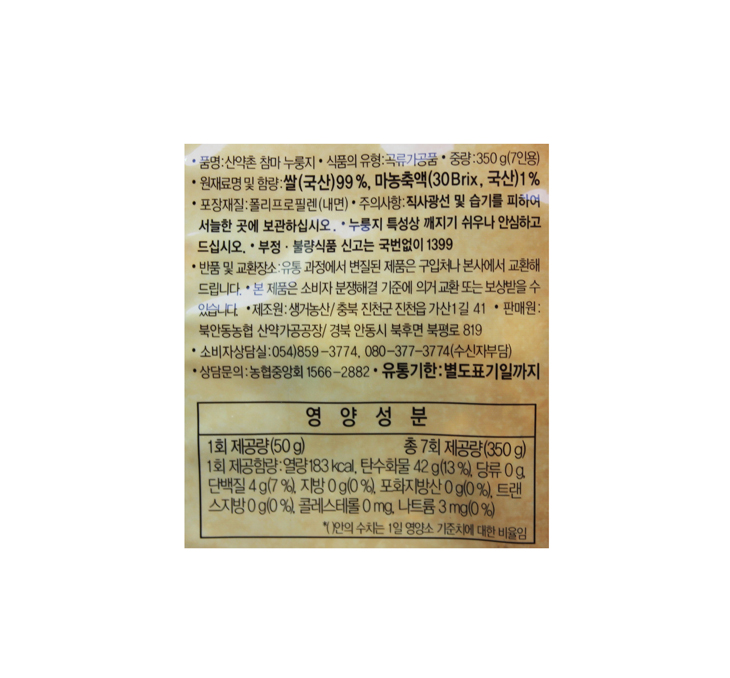 • 품명:산약촌 참마 누룽지 • 식품의 유형:곡류가공품 • 중량:350 g(7인용)
• 원재료명 및 함량:쌀(국산)99 %, 마농축액(30Brix, 국산)1 %
• 포장재질:폴리프로필렌(내면) • 주의사항:직사광선 및 습기를 피하여
서늘한 곳에 보관하십시오. • 누룽지 특성상 깨지기 쉬우나 안심하고
드십시오. • 부정 · 불량식품 신고는 국번없이 1399
• 반품 및 교환장소:유통 과정에서 변질된 제품은 구입처나 본사에서 교환해
드립니다. • 본 제품은 소비자 분쟁해결 기준에 의거 교환 또는 보상받을 수
있습니다. • 제조원:생거농산/ 충북 진천군 진천읍 가산1길 41 • 판매원:
북안동농협 산약가공공장/ 경북 안동시 북후면 북평로 819
• 소비자상담실:054)859-3774, 080-377-3774(수신자부담)
• 상담문의:농협중앙회 1566-2882 • 유통기한:별도표기일까지
영 양 성 분
1회 제공량(50 g) 총 7회 제공량(350 g)
1회 제공함량:열량183 kcal, 탄수화물 42 g(13 %), 당류 0 g,
단백질 4 g(7 %), 지방 0 g(0 %), 포화지방산 0 g(0 %), 트랜
스지방 0 g(0 %), 콜레스테롤 0 mg, 나트륨 3 mg(0 %)
*( )안의 수치는 1일 영양소 기준치에 대한 비율임